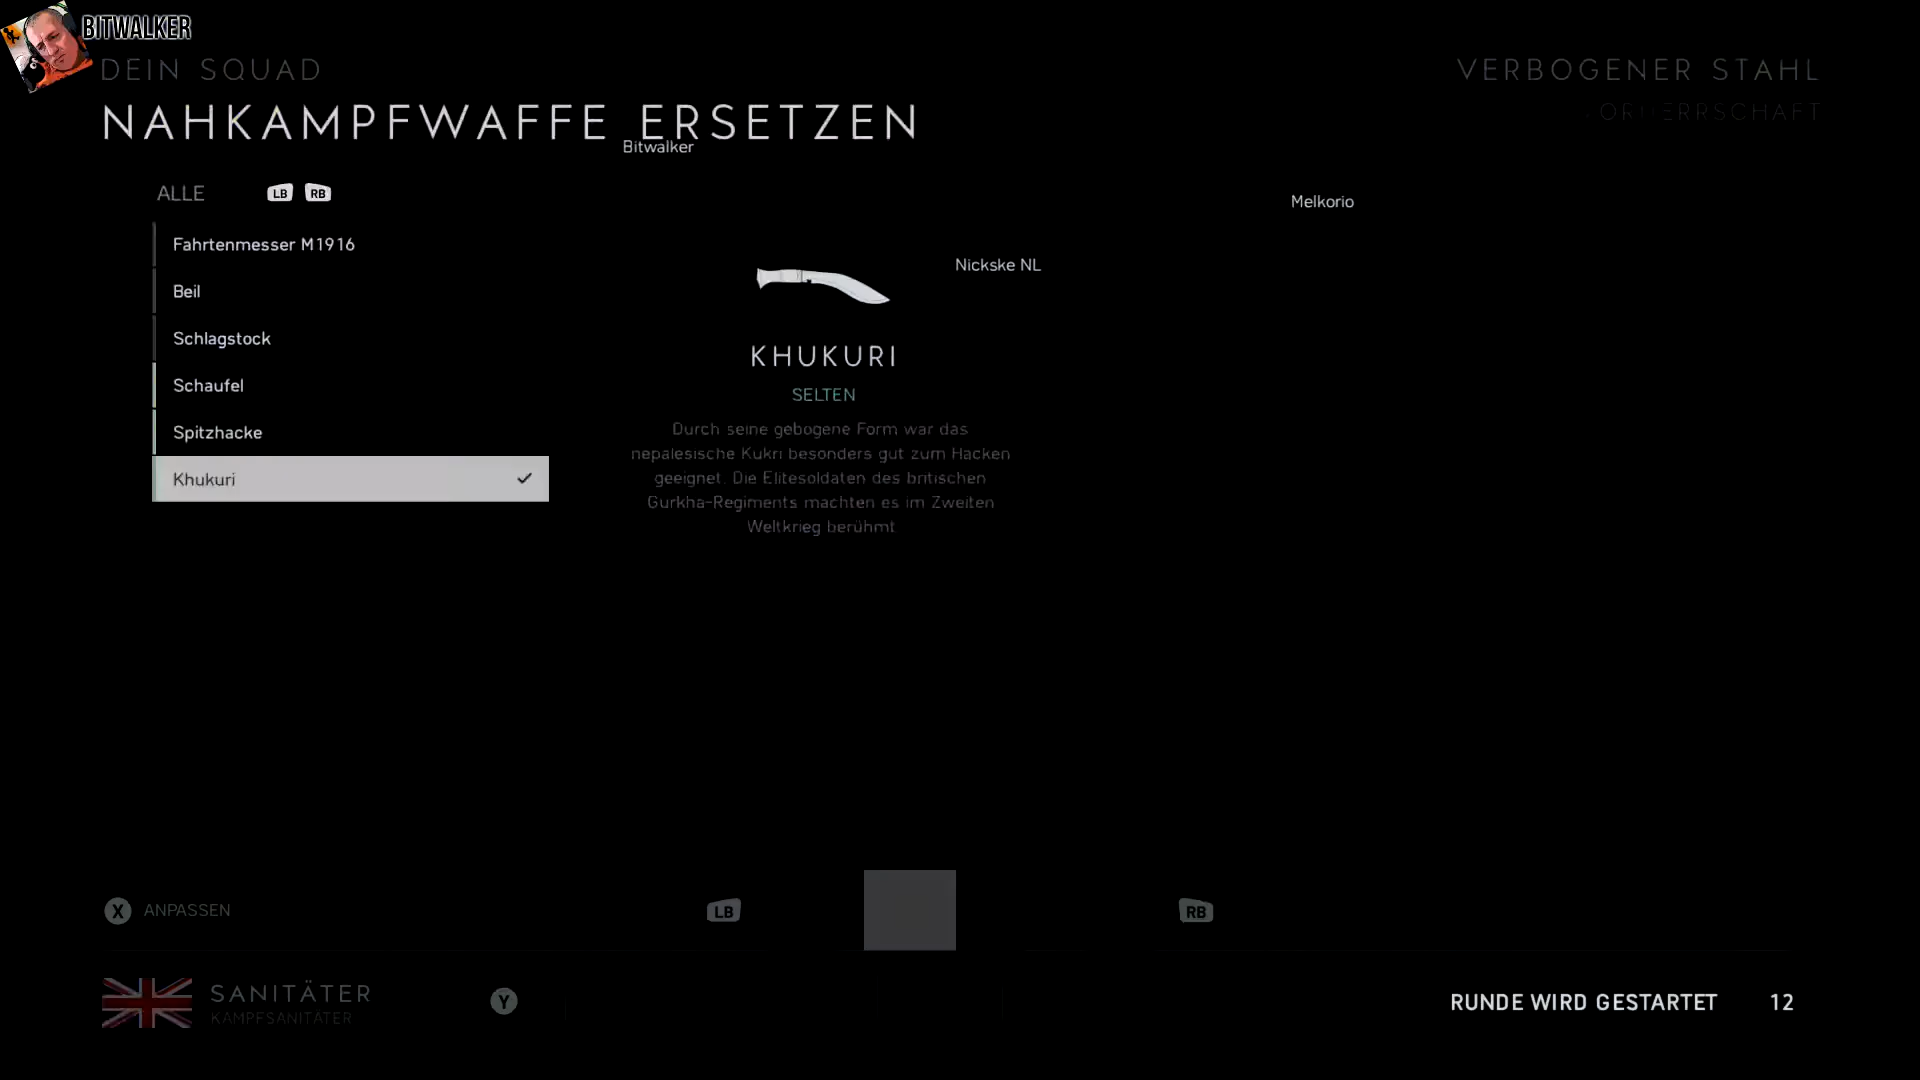 BITWALKER
DEIN SQUAD
VERBOGENER STAHL
NAHKAMPFWAFFE ERSETZEN
Bitwalker
ALLE
LB RB
Melkorio
Fahrtenmesser M1916
Beil
Schlagstock
Schaufel
Spitzhacke
Khukuri
Nickske NL
KHUKURI
SELTEN
Durch seine gebogene Form war das
nepalesische Kukri besonders gut zum Hacken
geeignet. Die Elitesoldaten des britischen
Gurkha-Regiments machten es im Zweiten
Weltkrieg berühmt
X ANPASSEN
LB
RB
SANITÄTER
KAMPFSANITÄTER
Y
RUNDE WIRD GESTARTET 12